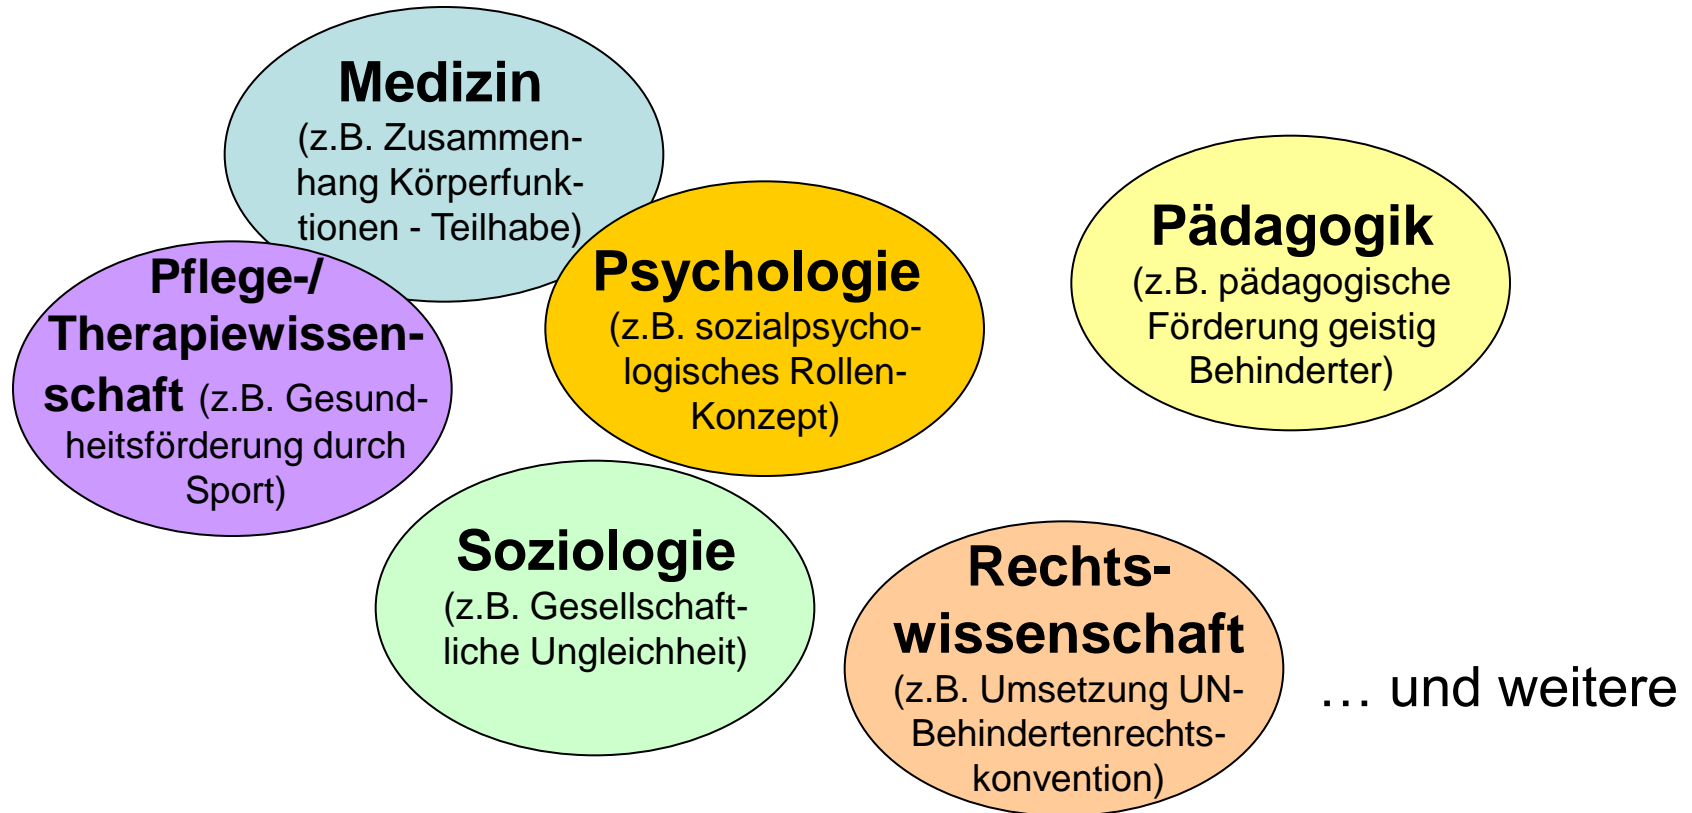 Medizin
(z.B. Zusammen-
hang Körperfunk-
tionen - Teilhabe)
Pflege-/
Therapiewissen-
schaft (z.B. Gesund-
heitsförderung durch
Sport)
Psychologie
(z.B. sozialpsycho-
logisches Rollen-
Konzept)
Pädagogik
(z.B. pädagogische
Förderung geistig
Behinderter)
Soziologie
(z.B. Gesellschaft-
liche Ungleichheit)
Rechts-
wissenschaft
(z.B. Umsetzung UN-
Behindertenrechts-
konvention)
… und weitere